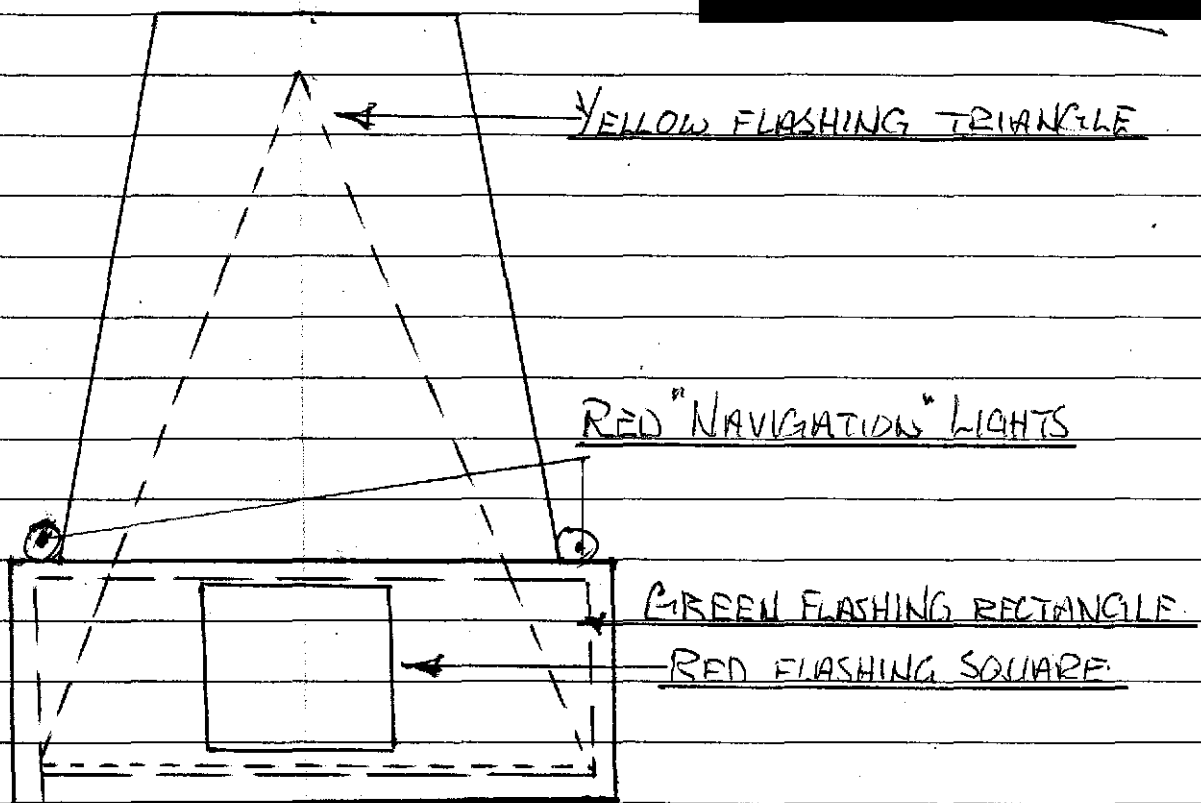 YELLOW FLASHING TRIANGLE
RED "NAVIGATION" LIGHTS
GREEN FLASHING RECTANGLE
RED FLASHING SQUARE